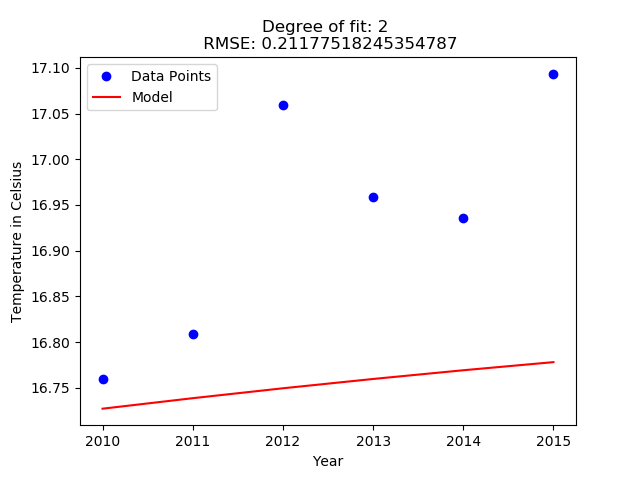 Degree of fit: 2
RMSE: 0.21177518245354787
Data Points
Model
Temperature in Celsius
17.10
17.05
17.00
16.95
16.90
16.85
16.80
16.75
2010 2011 2012 2013 2014 2015
Year